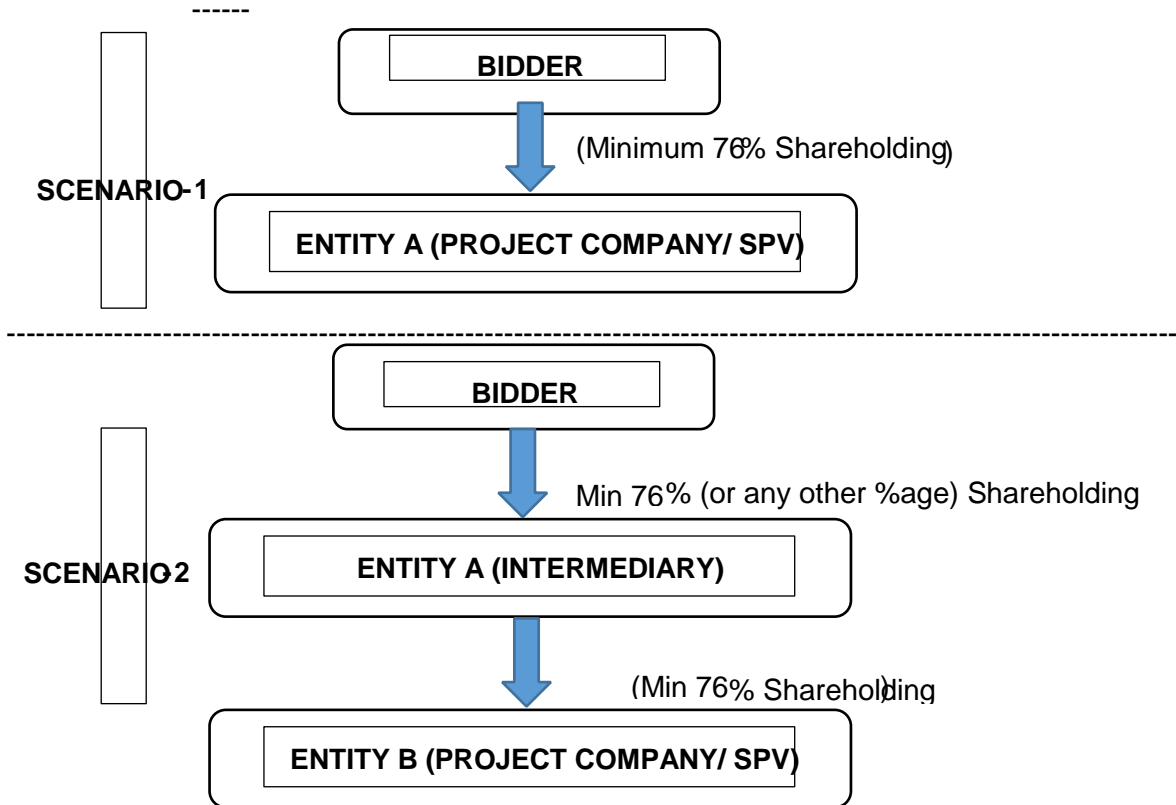 ------
BIDDER
(Minimum 76% Shareholding)
SCENARIO-1
ENTITY A (PROJECT COMPANY/ SPV)
--------------------------------------------------------------------------------------------------------------------
BIDDER
Min 76% (or any other %age) Shareholding
ENTITY A (INTERMEDIARY)
SCENARIO-2
(Min 76% Shareholding)
ENTITY B (PROJECT COMPANY/ SPV)